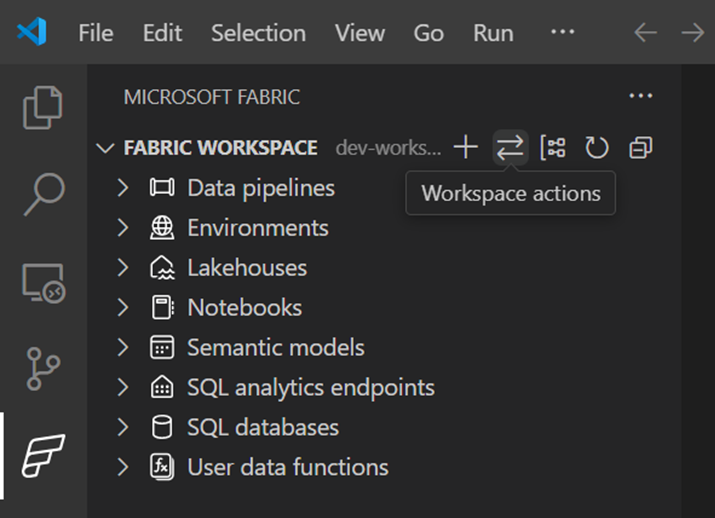 File Edit Selection View Go Run ...
MICROSOFT FABRIC ...
FABRIC WORKSPACE dev-works...
Workspace actions
Data pipelines
Environments
Lakehouses
Notebooks
Semantic models
SQL analytics endpoints
SQL databases
User data functions